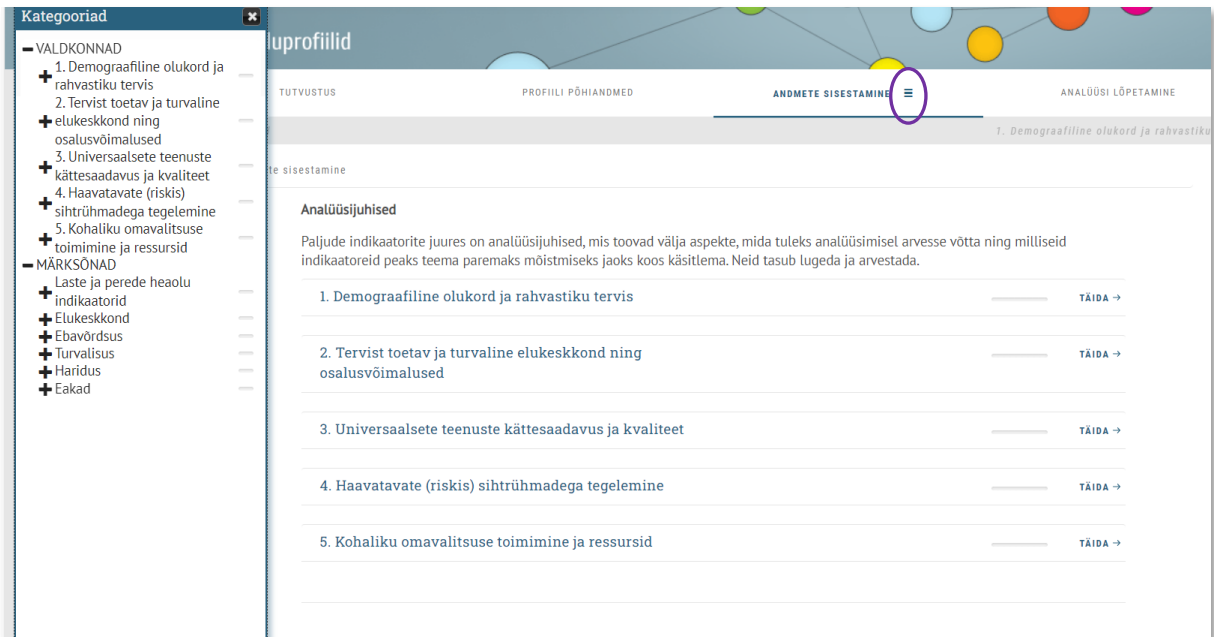 Kategooriad
VALDKONNAD
1. Demograafiline olukord ja
rahvastiku tervis
2. Tervist toetav ja turvaline
elukeskkond ning
osalusvõimalused
3. Universaalsete teenuste
kättesaadavus ja kvaliteet
4. Haavatavate (riskis)
sihtrühmadega tegelemine
5. Kohaliku omavalitsuse
toimimine ja ressursid
MÄRKSÕNAD
Laste ja perede heaolu
indikaatorid
Elukeskkond
Ebavõrdsus
Turvalisus
Haridus
Eakad
luprofiilid
TUTVUSTUS
PROFIILI PÕHIANDMED
ANDMETE SISESTAMINE
ANALÜÜSI LÕPETAMINE
1. Demograafiline olukord ja rahvastiku
te sisestamine
Analüüsijuhised
Paljude indikaatorite juures on analüüsijuhised, mis toovad välja aspekte, mida tuleks analüüsimisel arvesse võtta ning milliseid
indikaatoreid peaks teema paremaks mõistmiseks jaoks koos käsitlema. Neid tasub lugeda ja arvestada.
1. Demograafiline olukord ja rahvastiku tervis TÄIDA →
2. Tervist toetav ja turvaline elukeskkond ning TÄIDA →
osalusvõimalused
3. Universaalsete teenuste kättesaadavus ja kvaliteet TÄIDA →
4. Haavatavate (riskis) sihtrühmadega tegelemine TÄIDA →
5. Kohaliku omavalitsuse toimimine ja ressursid TÄIDA →